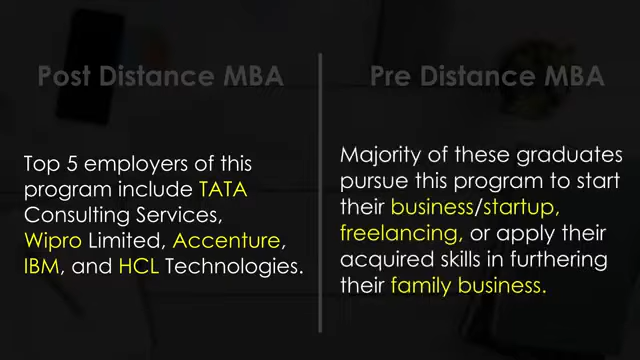 Post Distance MBA
Top 5 employers of this
program include TATA
Consulting Services,
Wipro Limited, Accenture,
IBM, and HCL Technologies.
Pre Distance MBA
Majority of these graduates
pursue this program to start
their business/startup,
freelancing, or apply their
acquired skills in furthering
their family business.